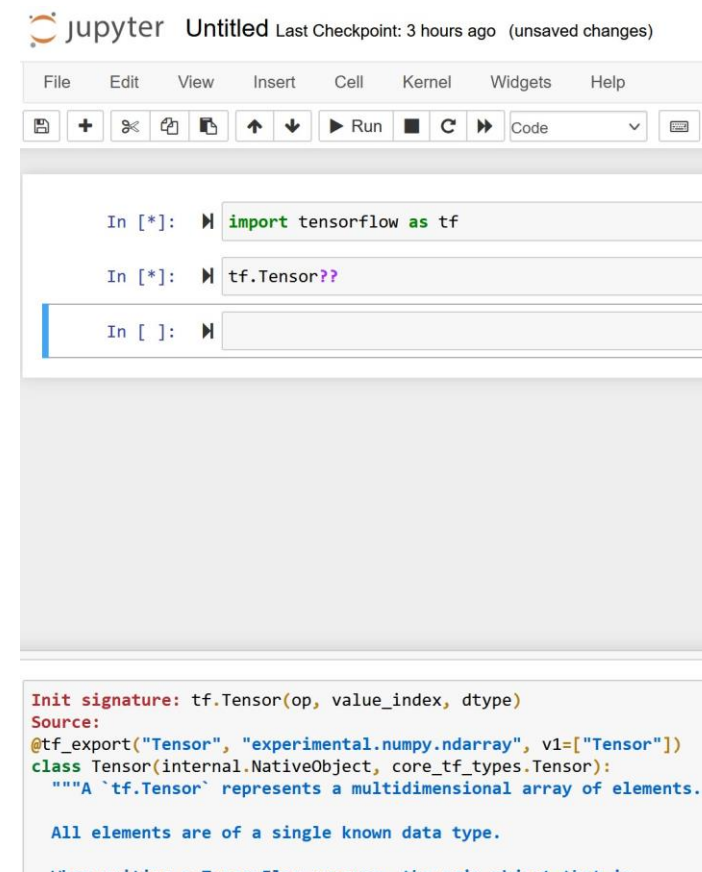 jupyter Untitled Last Checkpoint: 3 hours ago (unsaved changes)
File Edit View Insert Cell Kernel Widgets Help
Run Code
In [*]: import tensorflow as tf
In [*]: tf.Tensor??
In [ ]:
Init signature: tf.Tensor(op, value_index, dtype)
Source:
@tf_export("Tensor", "experimental.numpy.ndarray", v1=["Tensor"])
class Tensor(internal.NativeObject, core_tf_types.Tensor):
"""A `tf.Tensor` represents a multidimensional array of elements.
All elements are of a single known data type.